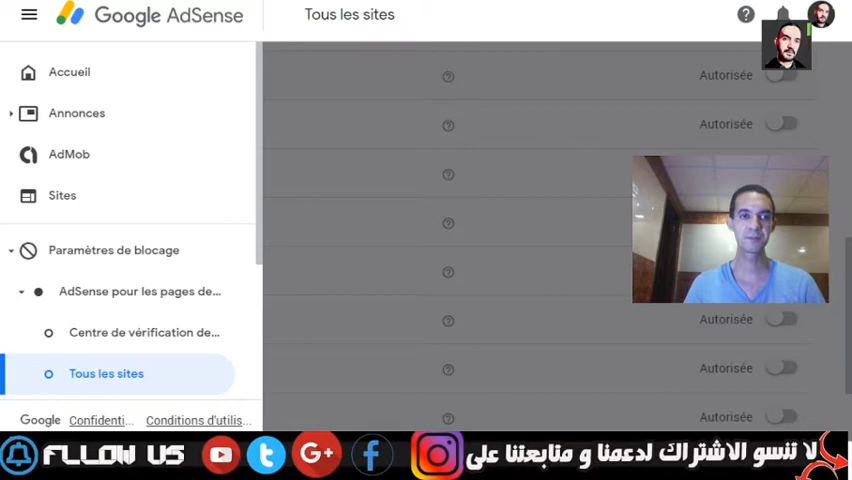 Google AdSense
Tous les sites
Accueil
Annonces
AdMob
Sites
Paramètres de blocage
AdSense pour les pages de...
Centre de vérification de...
Tous les sites
Google Confidenti... Conditions d'utilis...
Autorisée
Autorisée
Autorisée
Autorisée
Autorisée
FLLOW US
لا تنسو الاشتراك لدعمنا و متابعتنا على